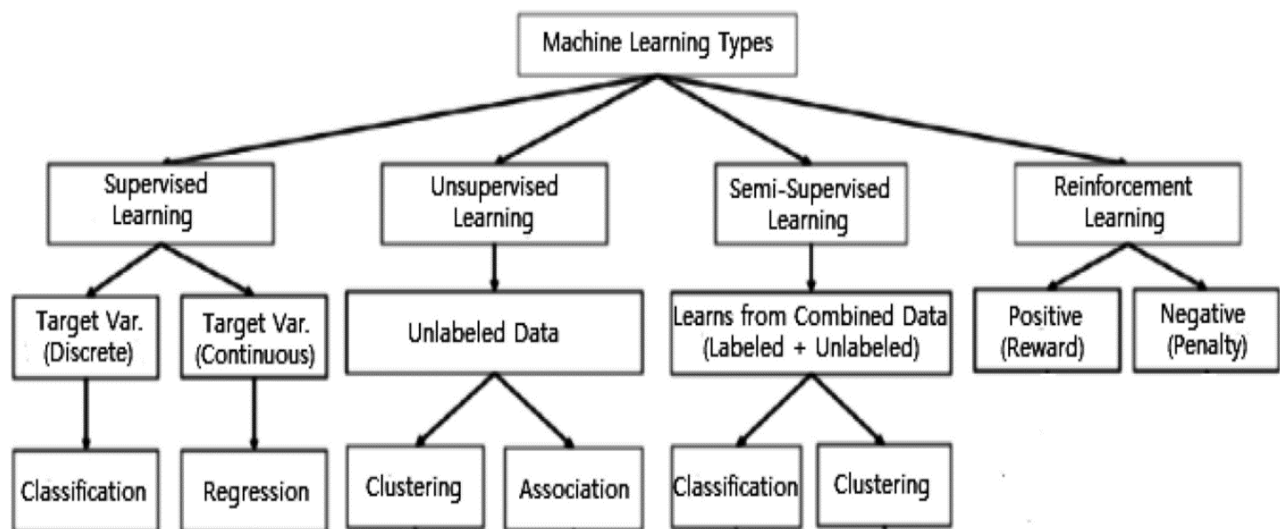 Machine Learning Types
Supervised
Learning
Unsupervised
Learning
Semi-Supervised
Learning
Reinforcement
Learning
Target Var.
(Discrete)
Target Var.
(Continuous)
Unlabeled Data
Learns from Combined Data
(Labeled + Unlabeled)
Positive
(Reward)
Negative
(Penalty)
Classification
Regression
Clustering
Association
Classification
Clustering